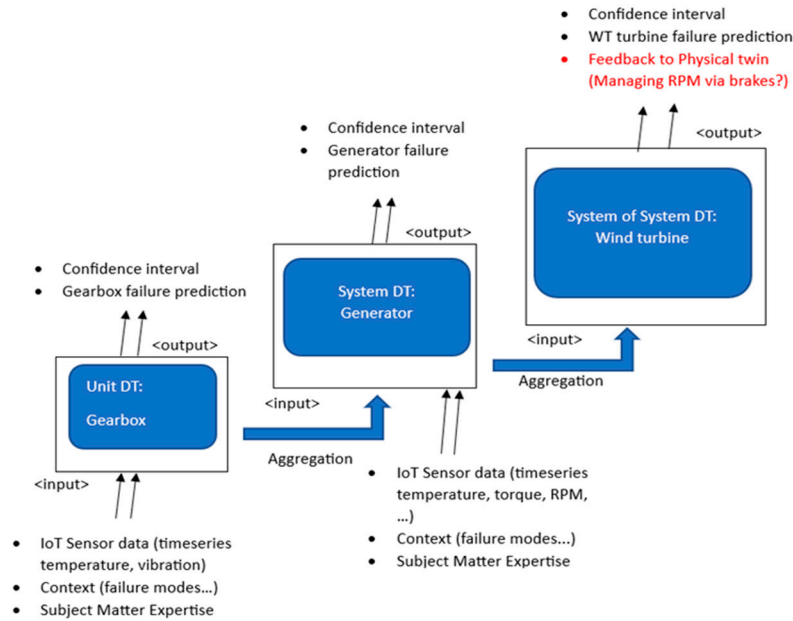 • Confidence interval
• WT turbine failure prediction
• Feedback to Physical twin
(Managing RPM via brakes?)
<output>
System of System DT:
Wind turbine
<input>
Aggregation
• Confidence interval
• Generator failure
prediction
<output>
System DT:
Generator
<input>
Aggregation
• IoT Sensor data (timeseries
temperature, torque, RPM,
...)
• Context (failure modes...)
• Subject Matter Expertise
• Confidence interval
• Gearbox failure prediction
<output>
Unit DT:
Gearbox
<input>
• IoT Sensor data (timeseries
temperature, vibration)
• Context (failure modes...)
• Subject Matter Expertise